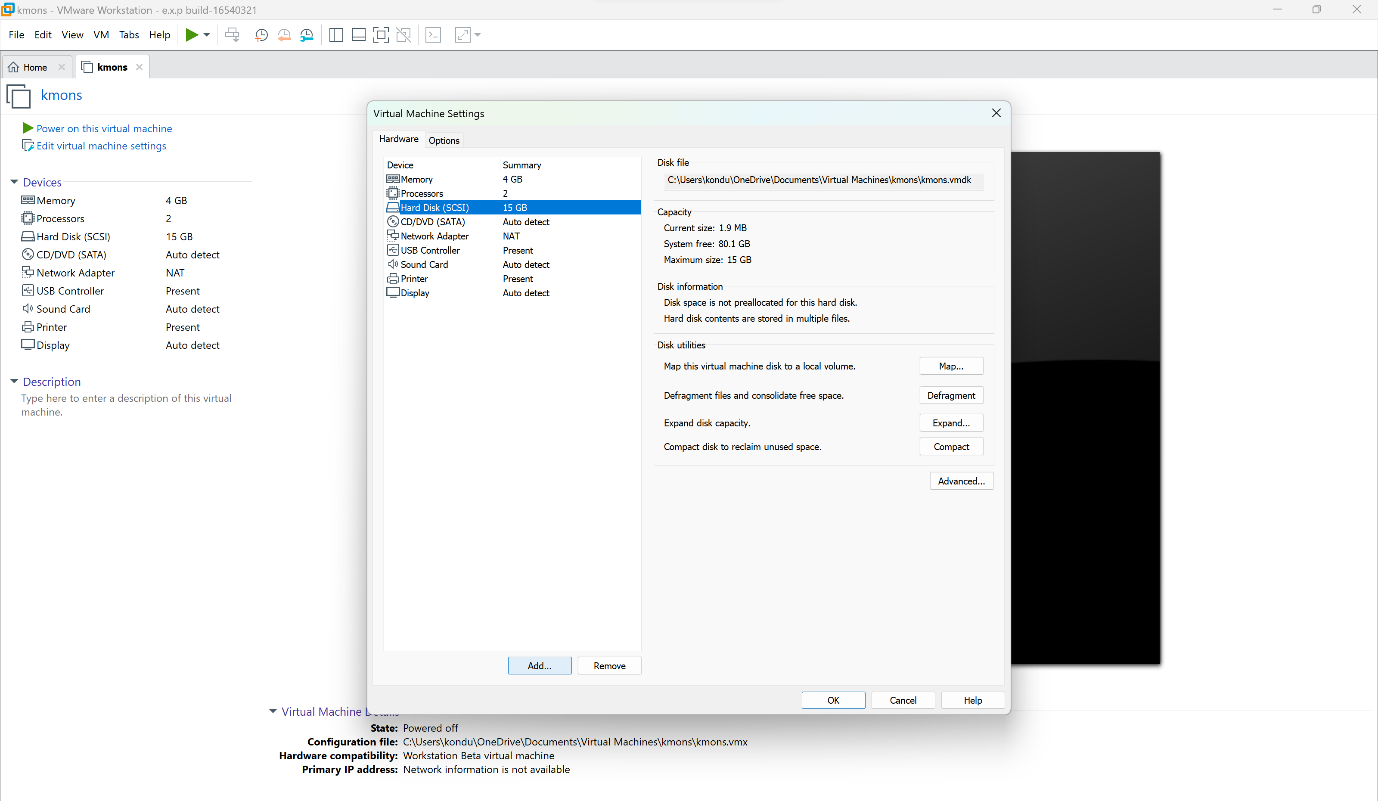 kmons - VMware Workstation - e.x.p build-16540321
File Edit View VM Tabs Help
Home kmons
kmons
Power on this virtual machine
Edit virtual machine settings
Devices
Memory 4 GB
Processors 2
Hard Disk (SCSI) 15 GB
CD/DVD (SATA) Auto detect
Network Adapter NAT
USB Controller Present
Sound Card Auto detect
Printer Present
Display Auto detect
Description
Type here to enter a description of this virtual
machine.
Virtual Machine Settings
Hardware Options
Device Summary
Memory 4 GB
Processors 2
Hard Disk (SCSI) 15 GB
CD/DVD (SATA) Auto detect
Network Adapter NAT
USB Controller Present
Sound Card Auto detect
Printer Present
Display Auto detect
Add... Remove
Disk file
C:\Users\kondu\OneDrive\Documents\Virtual Machines\kmons\kmons.vmdk
Capacity
Current size: 1.9 MB
System free: 80.1 GB
Maximum size: 15 GB
Disk information
Disk space is not preallocated for this hard disk.
Hard disk contents are stored in multiple files.
Disk utilities
Map this virtual machine disk to a local volume. Map...
Defragment files and consolidate free space. Defragment
Expand disk capacity. Expand...
Compact disk to reclaim unused space. Compact
Advanced...
OK Cancel Help
Virtual Machine
State: Powered off
Configuration file: C:\Users\kondu\OneDrive\Documents\Virtual Machines\kmons\kmons.vmx
Hardware compatibility: Workstation Beta virtual machine
Primary IP address: Network information is not available